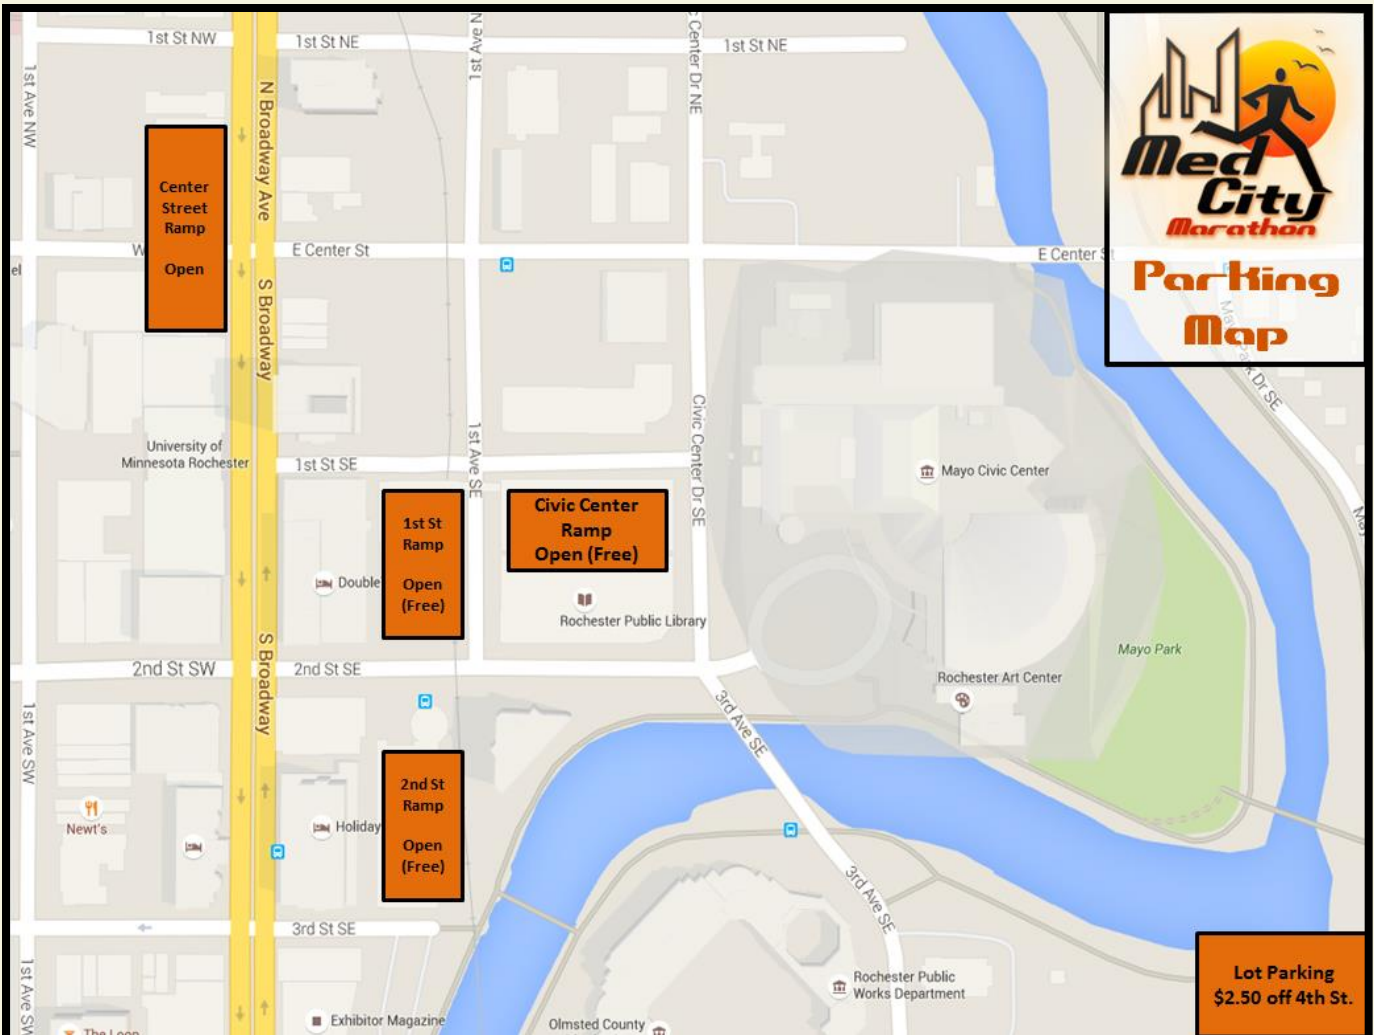 1st St NW
1st St NE
1st St NE
1st Ave NW
N Broadway Ave
N 1st Ave
Center Dr NE
Med
City
Marathon
Parking
Map
Center
Street
Ramp
Open
W
E Center St
E Center St
el
S Broadway
Park Dr SE
University of
Minnesota Rochester
1st St SE
1st Ave SE
Civic Center Dr SE
Mayo Civic Center
1st St
Ramp
Open
(Free)
Civic Center
Ramp
Open (Free)
Double
Rochester Public Library
Mayo Park
2nd St SW
S Broadway
2nd St SE
Rochester Art Center
1st Ave SW
3rd Ave SE
2nd St
Ramp
Open
(Free)
Newt's
Holiday
3rd Ave SE
3rd St SE
1st Ave SW
Rochester Public
Works Department
Lot Parking
$2.50 off 4th St.
Exhibitor Magazine
Olmsted County
The Loop